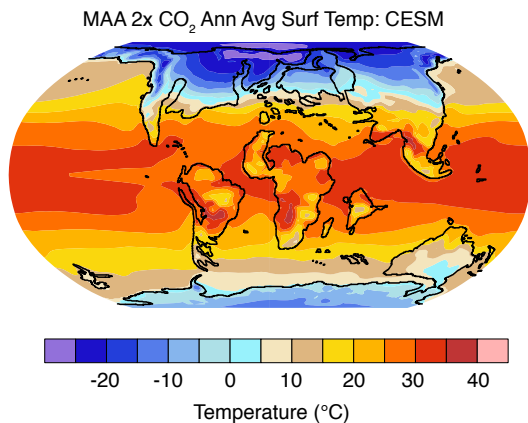 MAA 2x CO₂ Ann Avg Surf Temp: CESM
-20 -10 0 10 20 30 40
Temperature (°C)